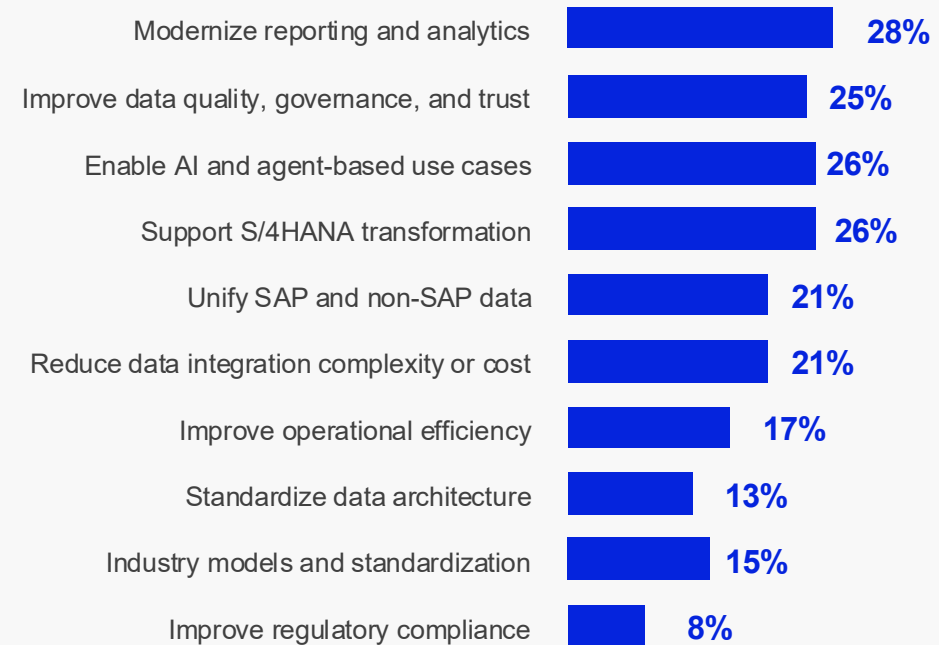 Modernize reporting and analytics 28%
Improve data quality, governance, and trust 25%
Enable AI and agent-based use cases 26%
Support S/4HANA transformation 26%
Unify SAP and non-SAP data 21%
Reduce data integration complexity or cost 21%
Improve operational efficiency 17%
Standardize data architecture 13%
Industry models and standardization 15%
Improve regulatory compliance 8%